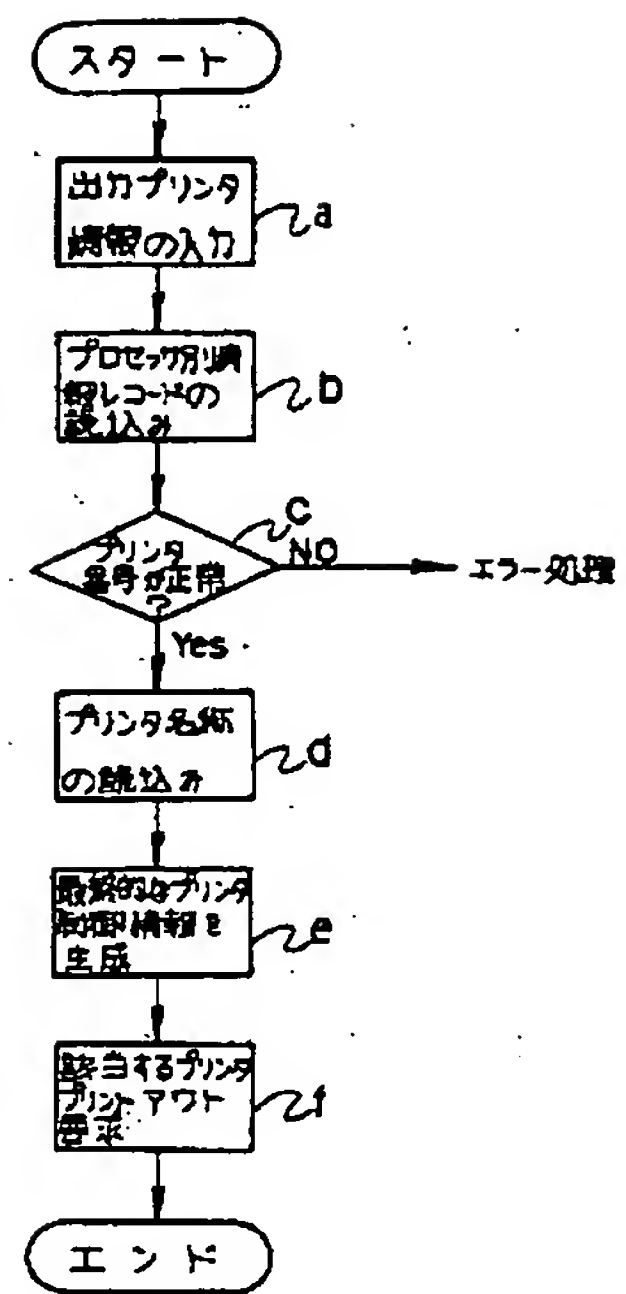 スタート
出力プリンタ
情報の入力
a
プロセッサ別情
報レコードの
読込み
b
プリンタ
番号が正常
?
C
NO
エラー処理
Yes
プリンタ名称
の読込み
d
最終的なプリンタ
制御情報を
生成
e
該当するプリンタ
プリントアウト
要求
f
エンド